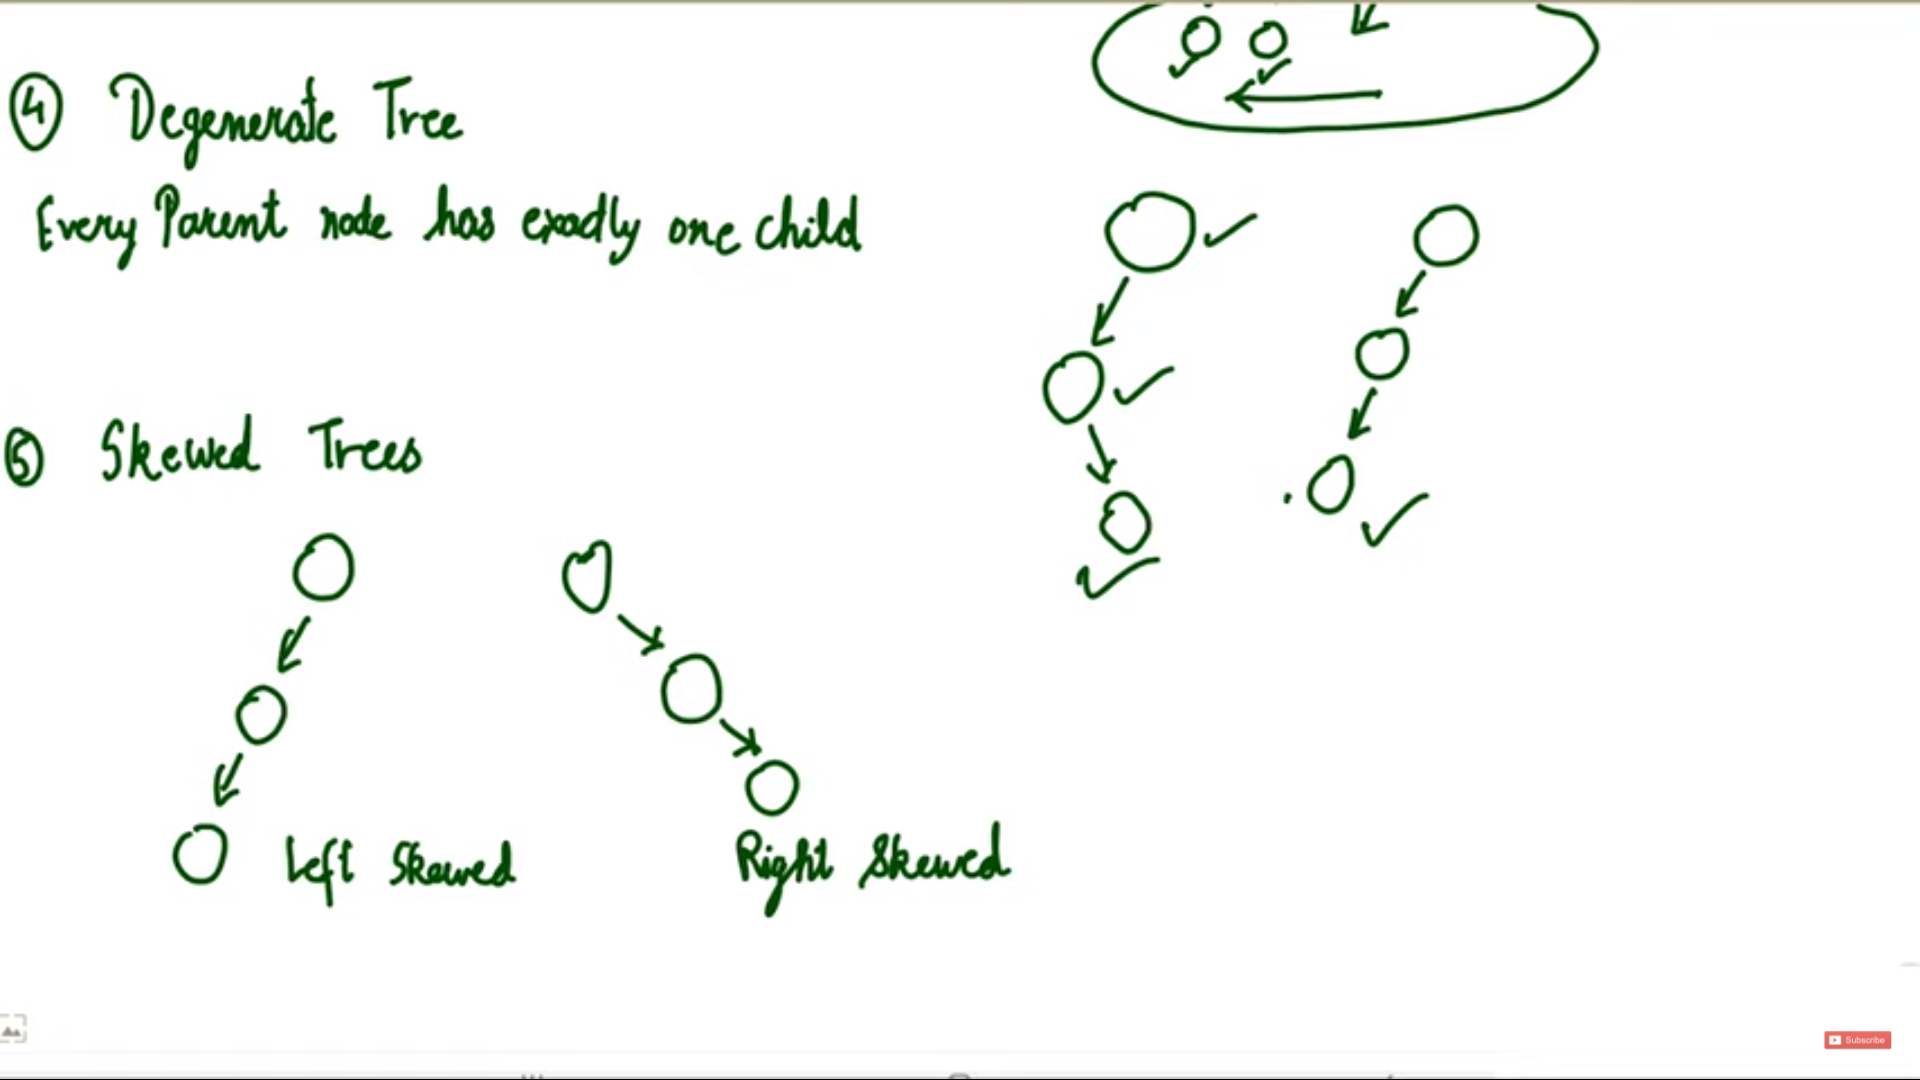 ④ Degenerate Tree
Every Parent node has exactly one child
⑤ Skewed Trees
Left Skewed
Right Skewed
Subscribe